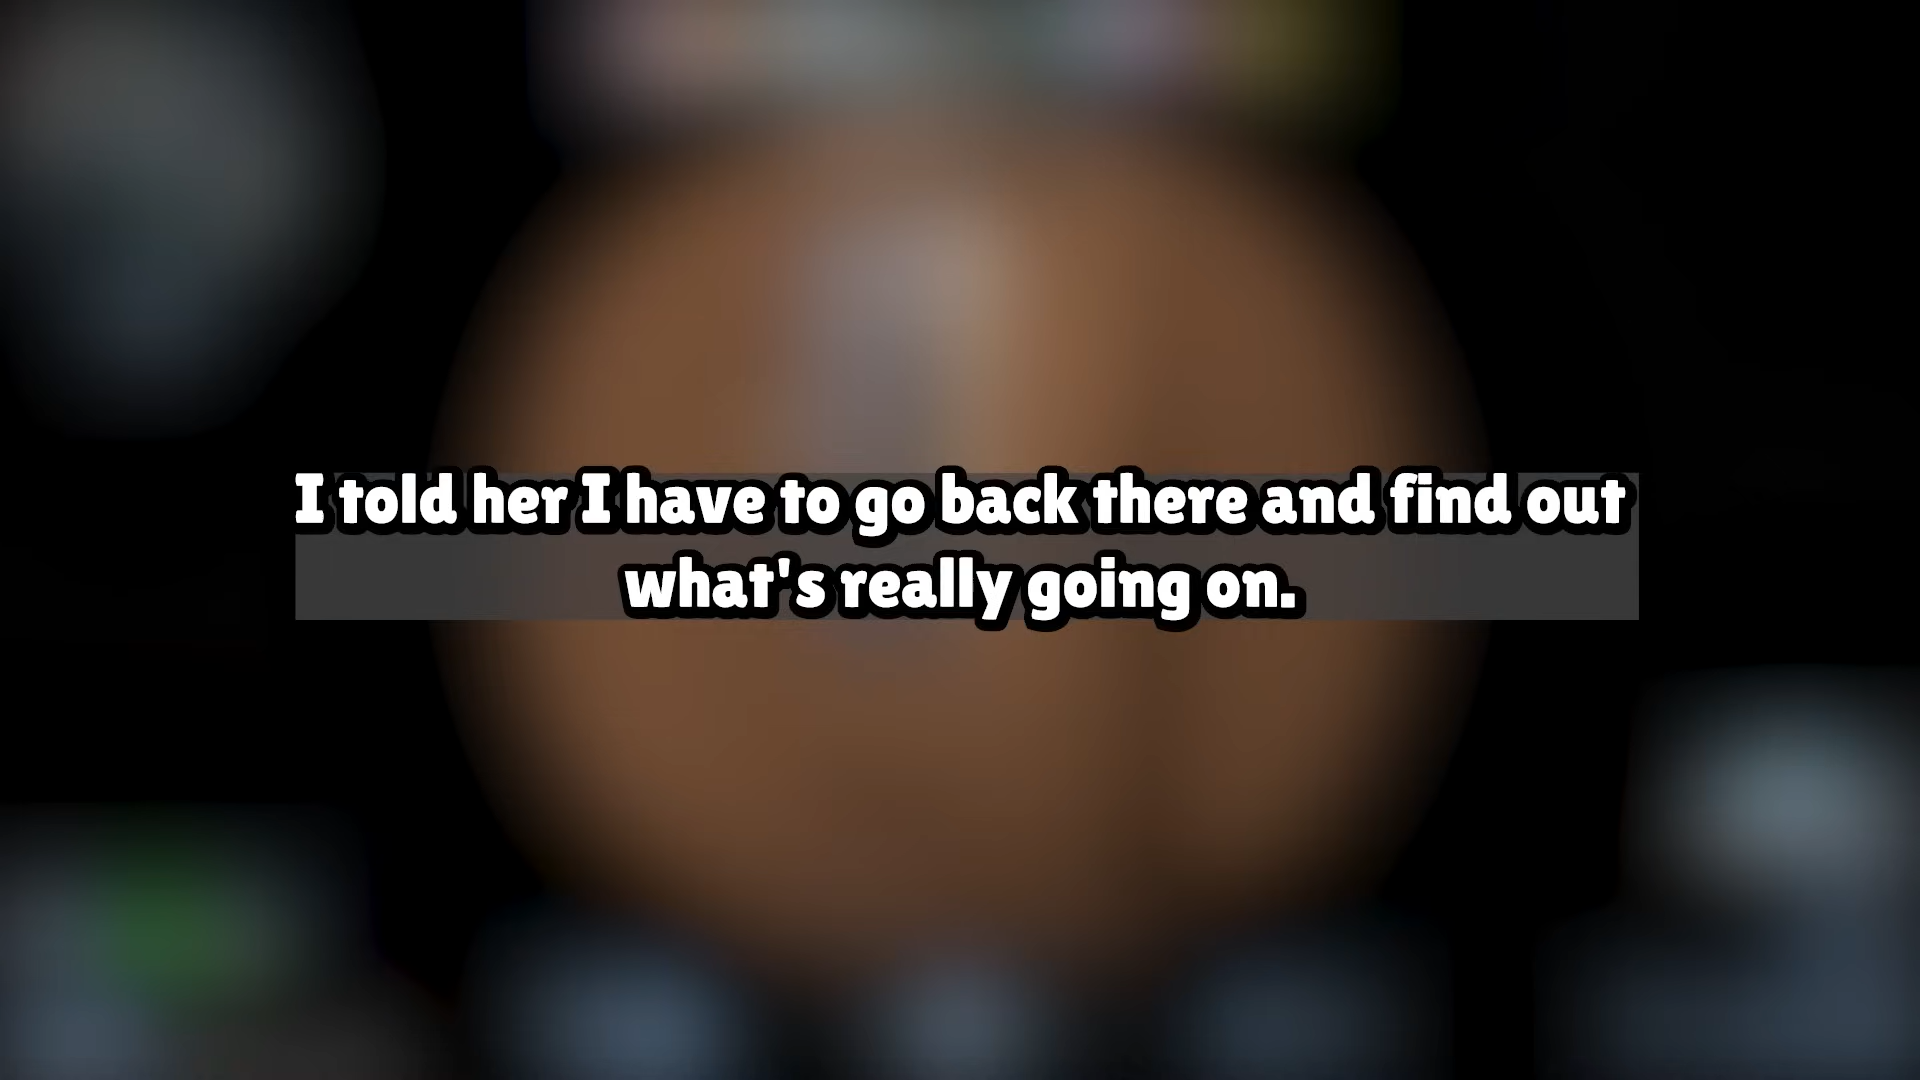 I told her I have to go back there and find out
what's really going on.